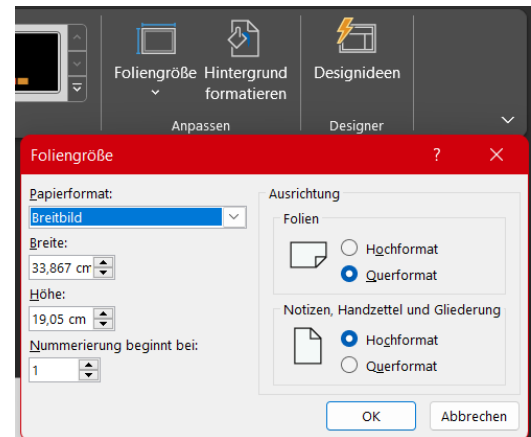 Foliengröße
Hintergrund
formatieren
Designideen
Anpassen
Designer
Foliengröße
?
Papierformat:
Breitbild
Breite:
33,867 cm
Höhe:
19,05 cm
Nummerierung beginnt bei:
1
Ausrichtung
Folien
Hochformat
Querformat
Notizen, Handzettel und Gliederung
Hochformat
Querformat
OK
Abbrechen